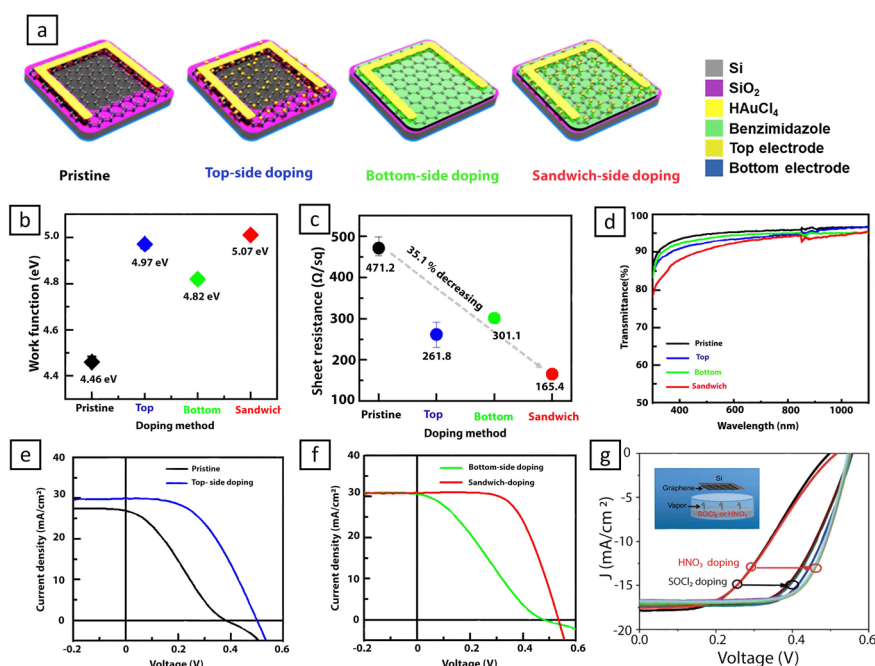 a
Pristine
Top-side doping
Bottom-side doping
Sandwich-side doping
Si
SiO2
HAuCl4
Benzimidazole
Top electrode
Bottom electrode
b
Work function (eV)
5.0
4.8
4.6
4.4
4.46 eV
4.97 eV
4.82 eV
5.07 eV
Pristine
Top
Bottom
Sandwich
Doping method
c
Sheet resistance (Ω/sq)
500
400
300
200
100
471.2
35.1 % decreasing
261.8
301.1
165.4
Pristine
Top
Bottom
Sandwich
Doping method
d
Transmittance(%)
100
90
80
70
60
50
Pristine
Top
Bottom
Sandwich
300
600
900
Wavelength (nm)
e
Current density (mA/cm²)
40
30
20
10
0
Pristine
Top- side doping
-0.2
0
0.2
0.4
0.6
Voltage (V)
f
Current density (mA/cm²)
40
30
20
10
0
Bottom-side doping
Sandwich-doping
-0.2
0
0.2
0.4
0.6
Voltage (V)
g
J (mA/cm²)
0
-5
-10
-15
-20
Si
Graphene
Vapor
HNO3 doping
SOCl2 doping
0.0
0.2
0.4
0.6
Voltage (V)